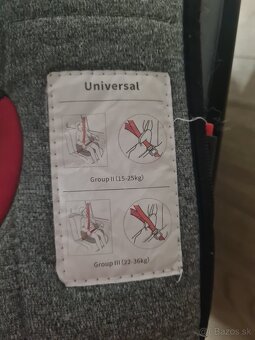 Universal
Group II (15-25kg)
Group III (22-36kg)
Bazos.sk